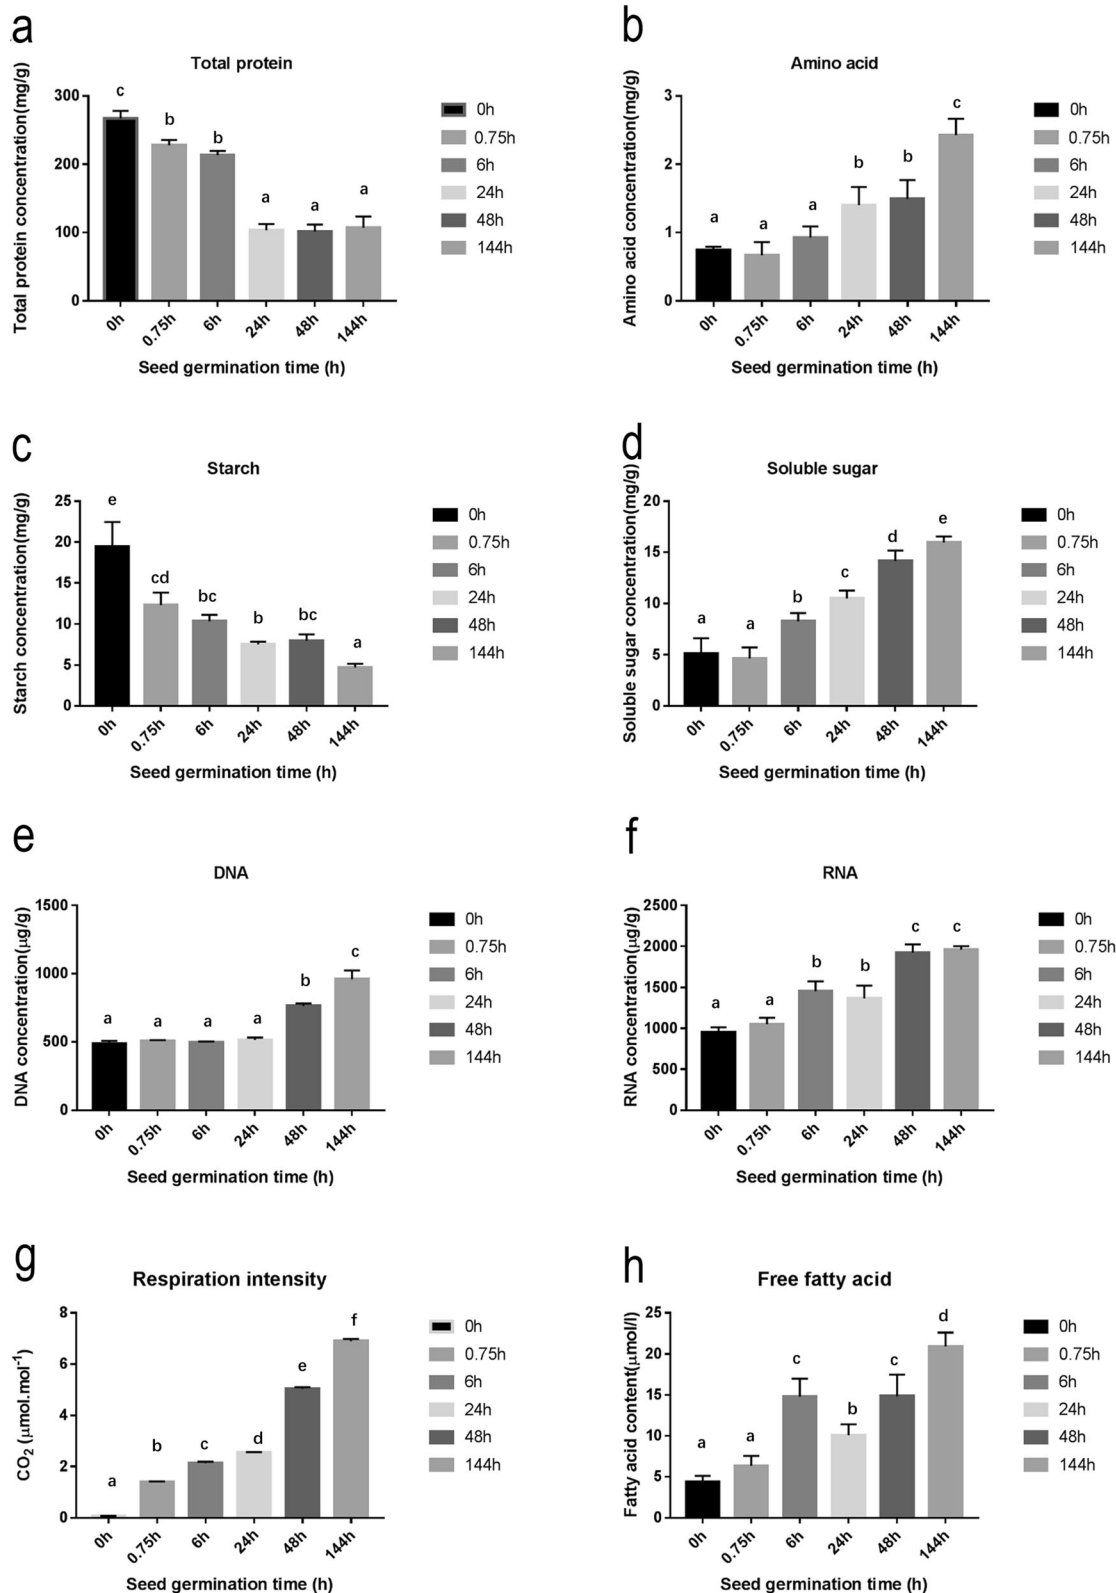 a
Total protein
Total protein concentration(mg/g)
300
200
100
0
c
b
b
a
a
a
0h
0.75h
6h
24h
48h
144h
Seed germination time (h)
0h
0.75h
6h
24h
48h
144h
b
Amino acid
Amino acid concentration(mg/g)
3
2
1
0
a
a
a
b
b
c
0h
0.75h
6h
24h
48h
144h
Seed germination time (h)
0h
0.75h
6h
24h
48h
144h
c
Starch
Starch concentration(mg/g)
25
20
15
10
5
0
e
cd
bc
b
bc
a
0h
0.75h
6h
24h
48h
144h
Seed germination time (h)
0h
0.75h
6h
24h
48h
144h
d
Soluble sugar
Soluble sugar concentration(mg/g)
20
15
10
5
0
a
a
b
c
d
e
0h
0.75h
6h
24h
48h
144h
Seed germination time (h)
0h
0.75h
6h
24h
48h
144h
e
DNA
DNA concentration(μg/g)
1500
1000
500
0
a
a
a
a
b
c
0h
0.75h
6h
24h
48h
144h
Seed germination time (h)
0h
0.75h
6h
24h
48h
144h
f
RNA
RNA concentration(μg/g)
2500
2000
1500
1000
500
0
a
a
b
b
c
c
0h
0.75h
6h
24h
48h
144h
Seed germination time (h)
0h
0.75h
6h
24h
48h
144h
g
Respiration intensity
CO₂ (μmol.mol⁻¹)
8
6
4
2
0
a
b
c
d
e
f
0h
0.75h
6h
24h
48h
144h
Seed germination time (h)
0h
0.75h
6h
24h
48h
144h
h
Free fatty acid
Fatty acid content(μmol/l)
25
20
15
10
5
0
a
a
c
b
c
d
0h
0.75h
6h
24h
48h
144h
Seed germination time (h)
0h
0.75h
6h
24h
48h
144h